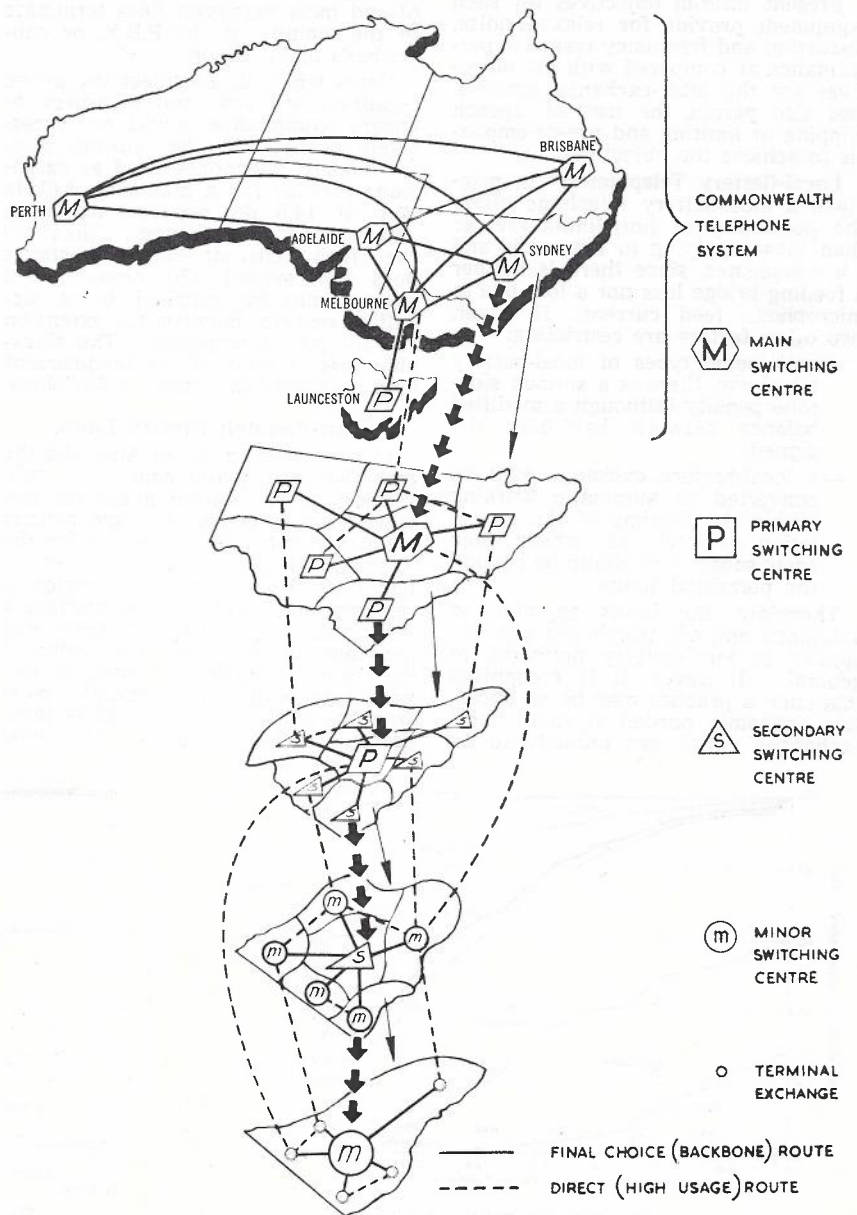 BRISBANE
PERTH
M
M
COMMONWEALTH
TELEPHONE
SYSTEM
ADELAIDE
M
SYDNEY
M
MELBOURNE
M
M
MAIN
SWITCHING
CENTRE
LAUNCESTON
P
P
P
P
P
M
P
P
PRIMARY
SWITCHING
CENTRE
S
S
S
P
S
S
S
S
SECONDARY
SWITCHING
CENTRE
m
m
m
S
m
m
m
MINOR
SWITCHING
CENTRE
TERMINAL
EXCHANGE
m
FINAL CHOICE (BACKBONE) ROUTE
DIRECT (HIGH USAGE) ROUTE